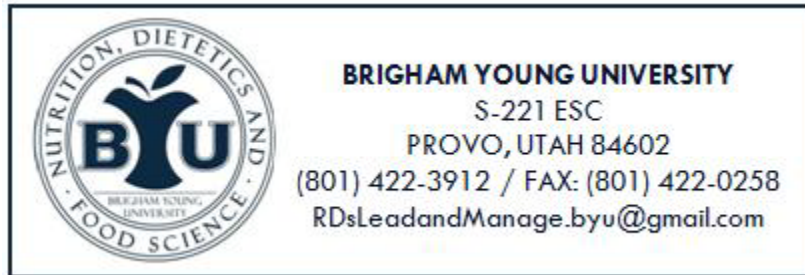 NUTRITION, DIETETICS AND
· FOOD SCIENCE ·
BYU
BRIGHAM YOUNG
UNIVERSITY
BRIGHAM YOUNG UNIVERSITY
S-221 ESC
PROVO, UTAH 84602
(801) 422-3912 / FAX: (801) 422-0258
RDsLeadandManage.byu@gmail.com